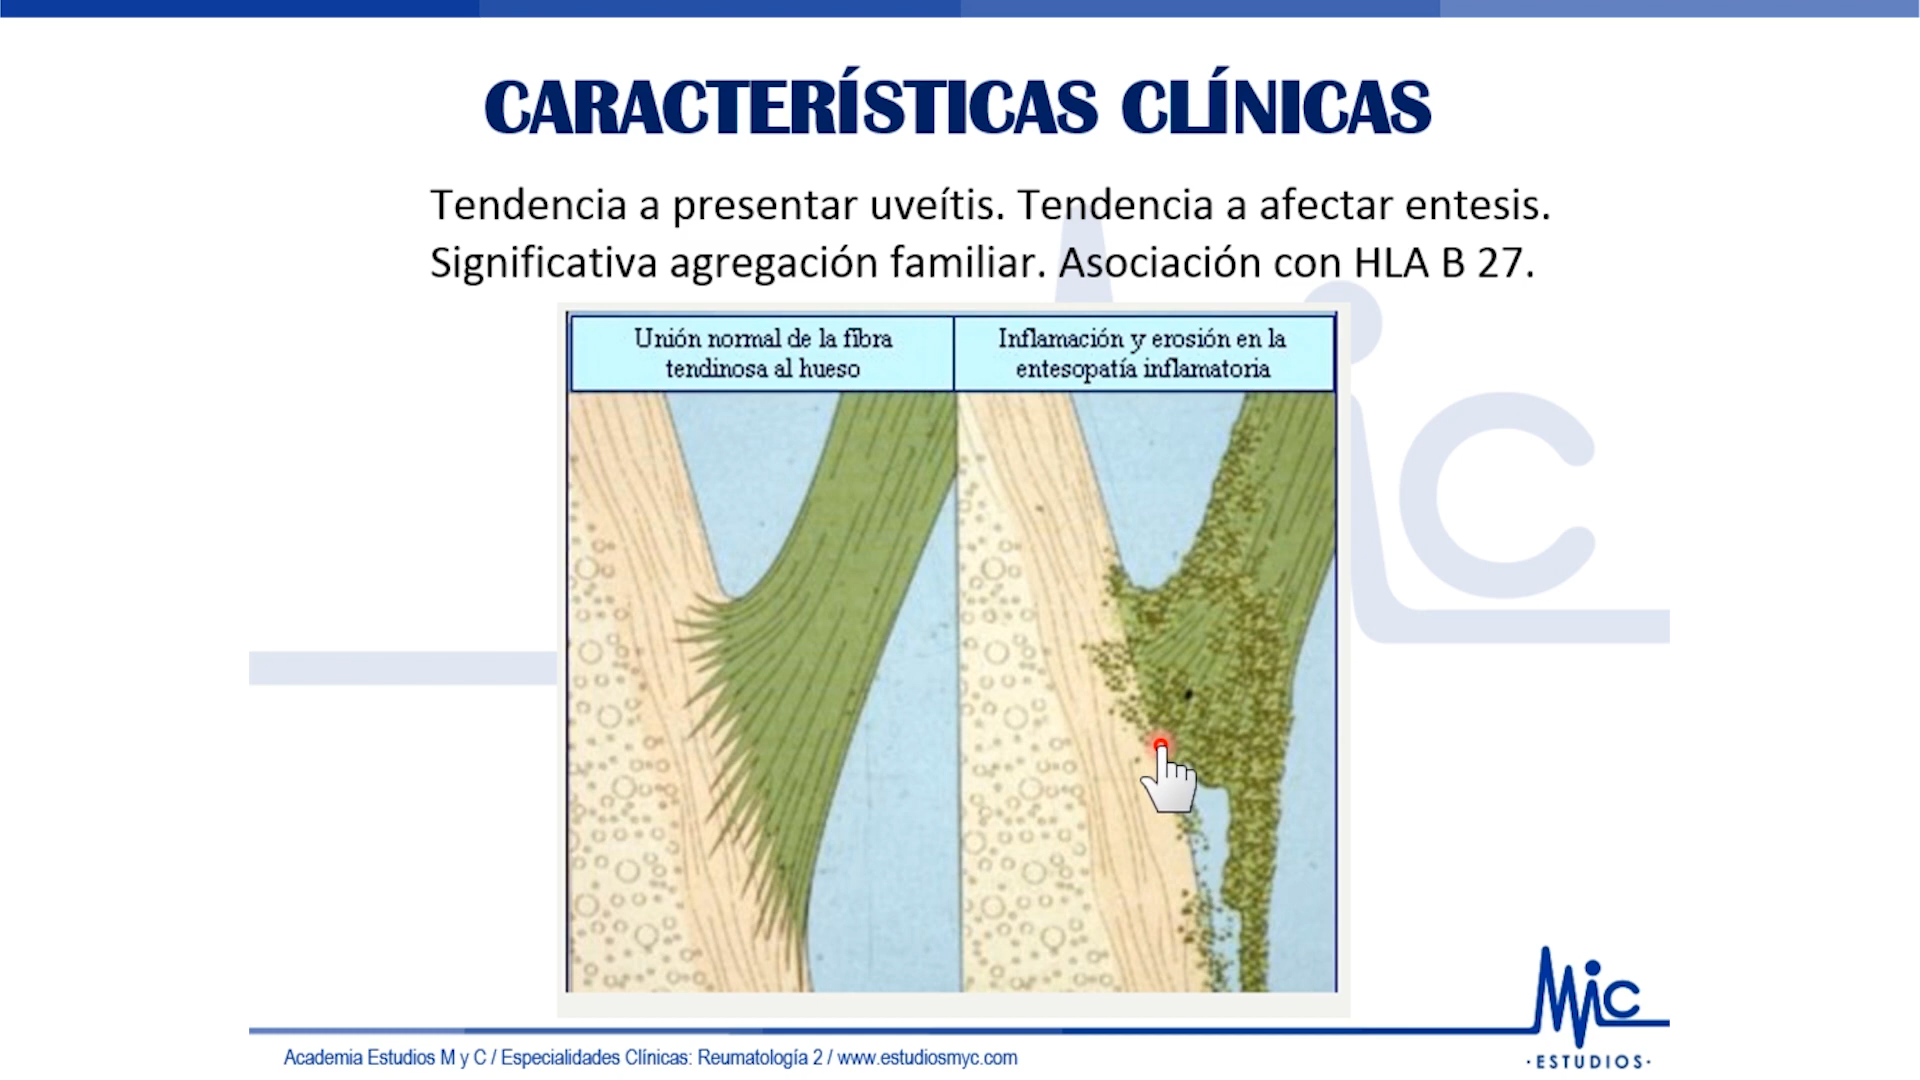 CARACTERÍSTICAS CLÍNICAS
Tendencia a presentar uveítis. Tendencia a afectar entesis.
Significativa agregación familiar. Asociación con HLA B 27.
Unión normal de la fibra
tendinosa al hueso
Inflamación y erosión en la
entesopatía inflamatoria
Academia Estudios M y C / Especialidades Clínicas: Reumatología 2 / www.estudiosmyc.com
MyC
·ESTUDIOS·